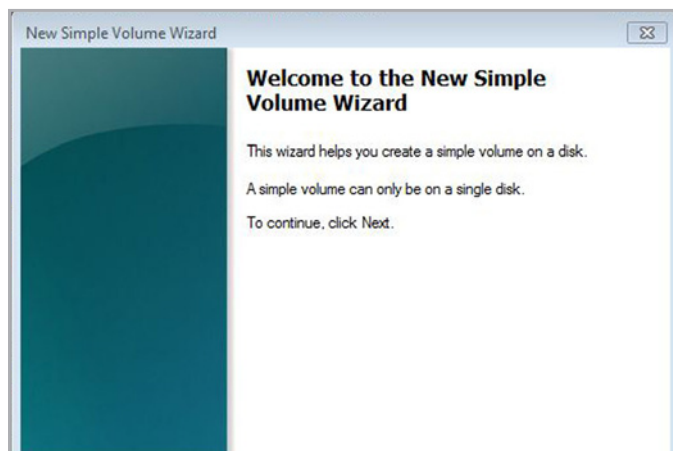 New Simple Volume Wizard
Welcome to the New Simple
Volume Wizard
This wizard helps you create a simple volume on a disk.
A simple volume can only be on a single disk.
To continue, click Next.